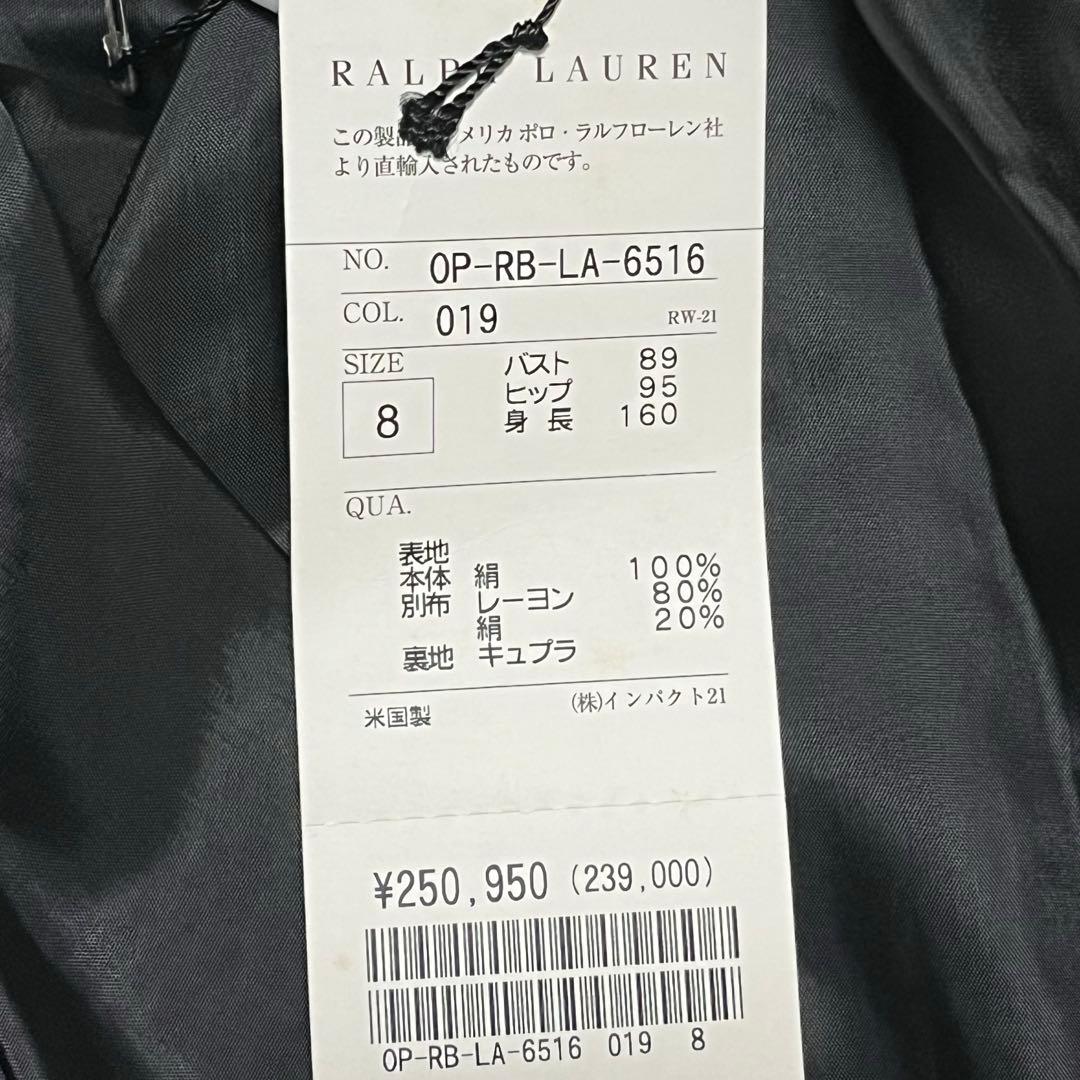 RALPH LAUREN
この製品 メリカ ポロ・ラルフローレン社
より直輸入されたものです。
NO. OP-RB-LA-6516
COL. 019 RW-21
SIZE
8
バスト 89
ヒップ 95
身長 160
QUA.
表地
本体 絹 100%
別布 レーヨン 80%
絹 20%
裏地 キュプラ
米国製 (株)インパクト21
¥250,950 (239,000)
OP-RB-LA-6516 019 8